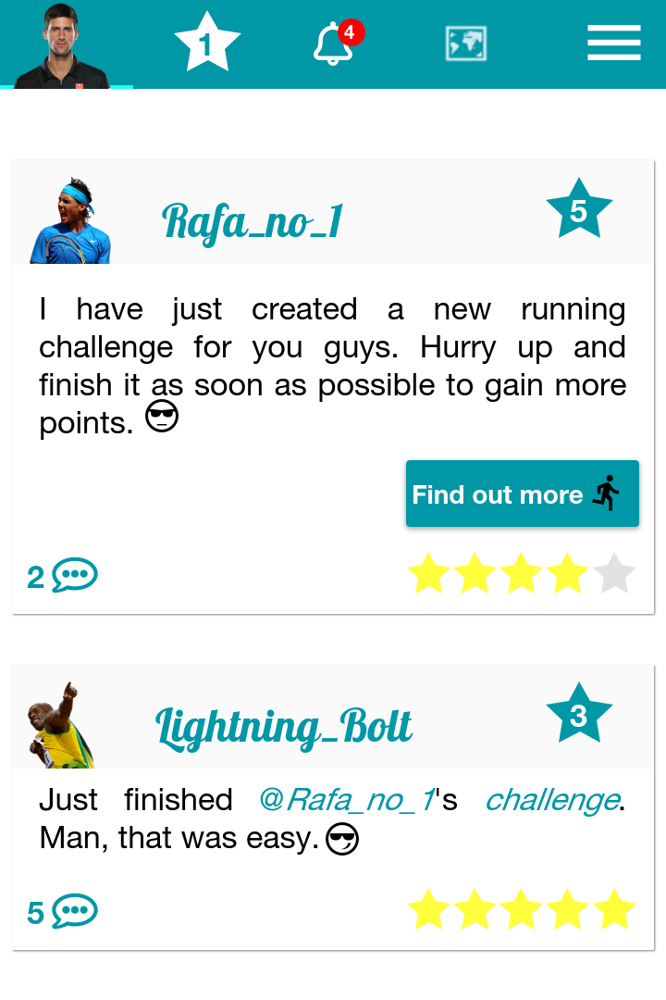 1
4
Rafa_no_1
5
I have just created a new running
challenge for you guys. Hurry up and
finish it as soon as possible to gain more
points.
Find out more
2
Lightning_Bolt
3
Just finished @Rafa_no_1's challenge.
Man, that was easy.
5